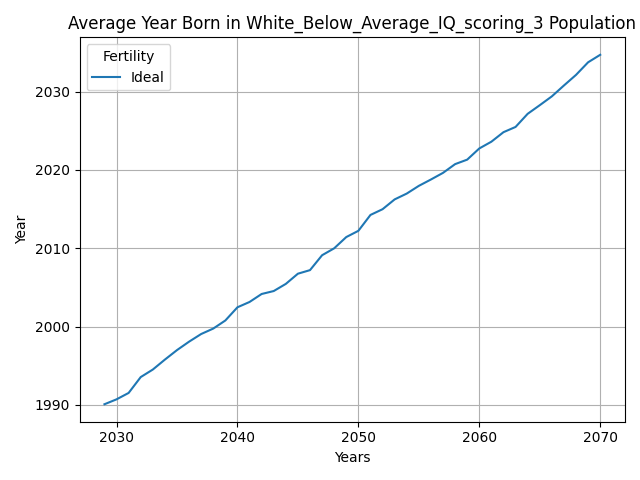 Average Year Born in White_Below_Average_IQ_scoring_3 Population
Fertility
Ideal
2030
2020
2010
2000
1990
Year
2030 2040 2050 2060 2070
Years